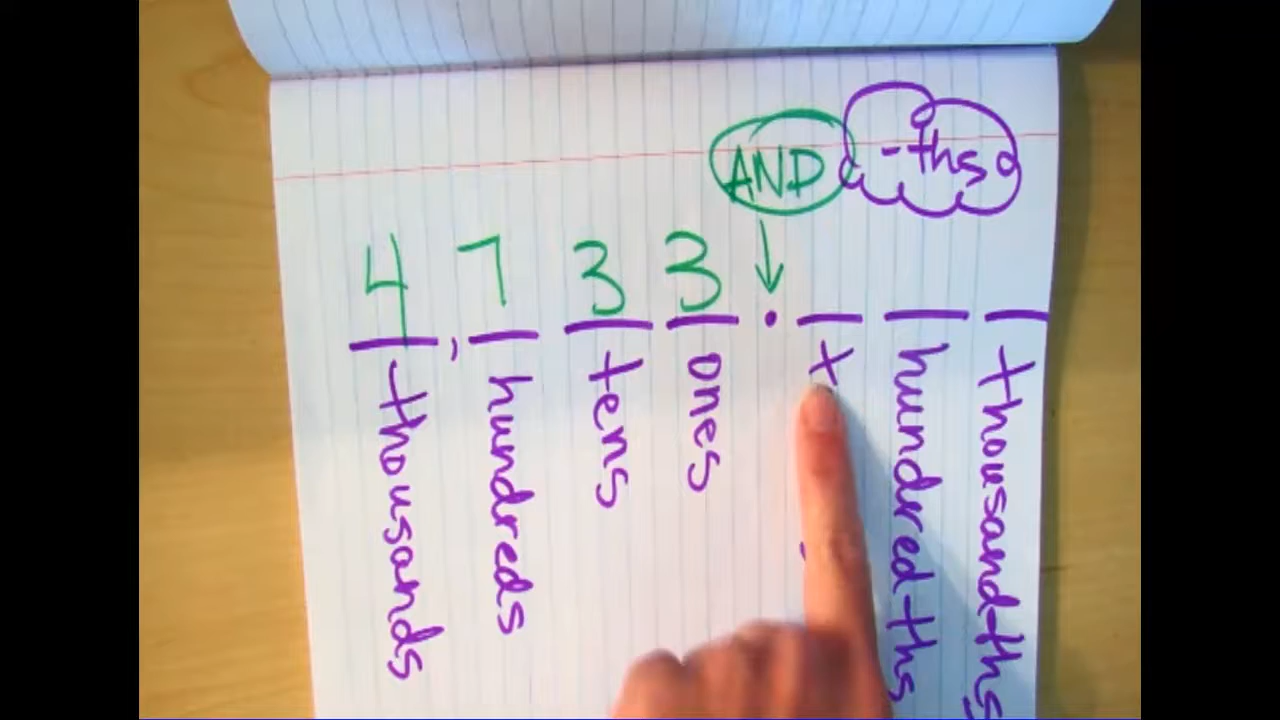 AND -ths
4 7 3 3
, .
thousands hundreds tens ones t hundredths thousandths